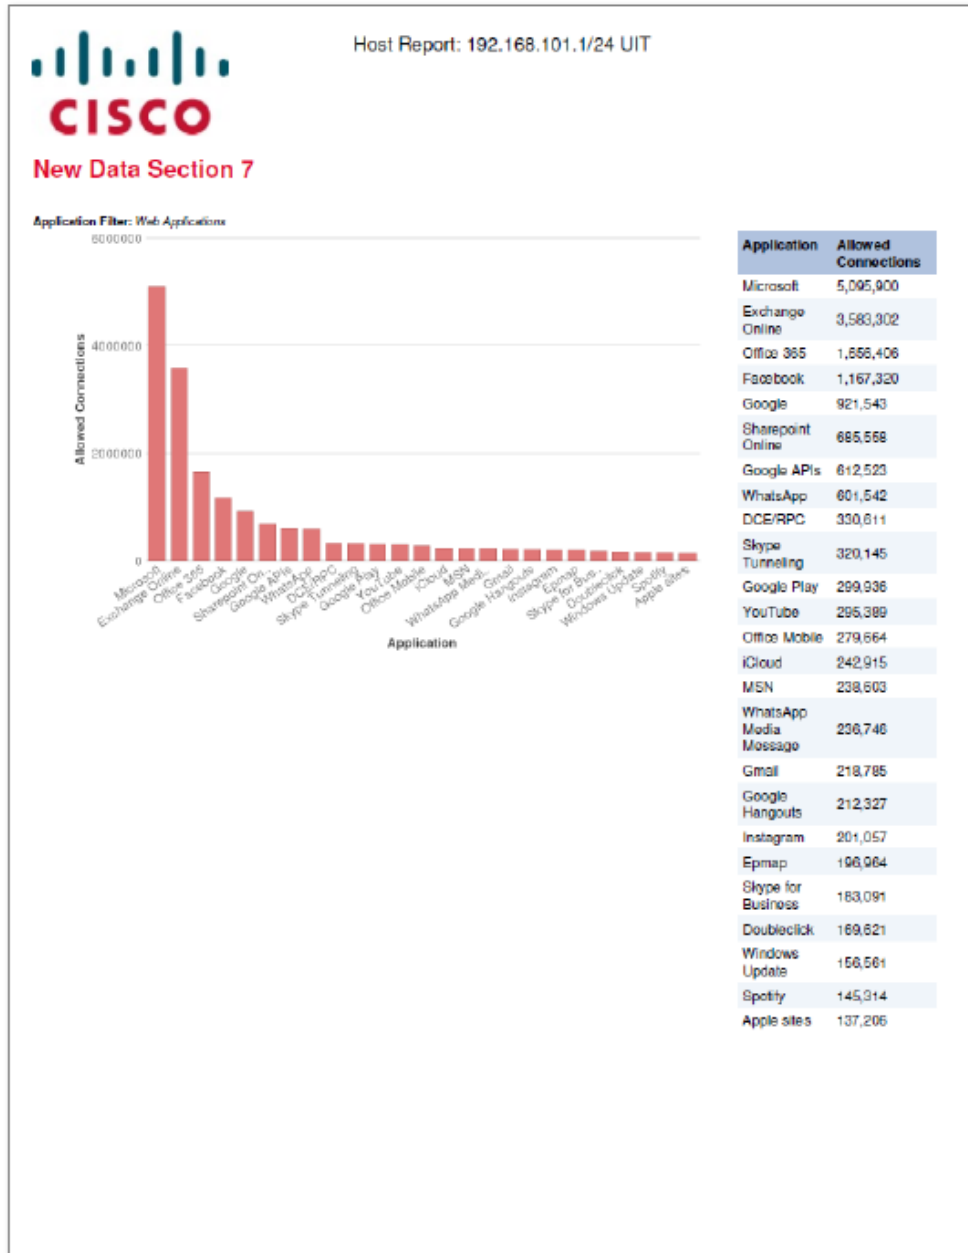 Host Report: 192.168.101.1/24 UIT
CISCO
New Data Section 7
Application Filter: Web Applications
6000000
4000000
2000000
0
Allowed Connections
Microsoft
Exchange Online
Office 365
Facebook
Google
Sharepoint On...
Google APIs
WhatsApp
DCE/RPC
Skype Tunneling
Google Play
YouTube
Office Mobile
iCloud
MSN
WhatsApp Medi...
Gmail
Google Hangouts
Instagram
Epmap
Skype for Bus...
Doubleclick
Windows Update
Spotify
Apple sites
Application
Application Allowed
Connections
Microsoft 5,095,900
Exchange
Online 3,583,302
Office 365 1,656,406
Facebook 1,167,320
Google 921,543
Sharepoint
Online 685,558
Google APIs 612,523
WhatsApp 601,542
DCE/RPC 330,611
Skype
Tunneling 320,145
Google Play 299,936
YouTube 295,389
Office Mobile 279,664
iCloud 242,915
MSN 238,603
WhatsApp
Media
Message 236,746
Gmail 218,785
Google
Hangouts 212,327
Instagram 201,057
Epmap 196,964
Skype for
Business 183,091
Doubleclick 169,621
Windows
Update 156,561
Spotify 145,314
Apple sites 137,206